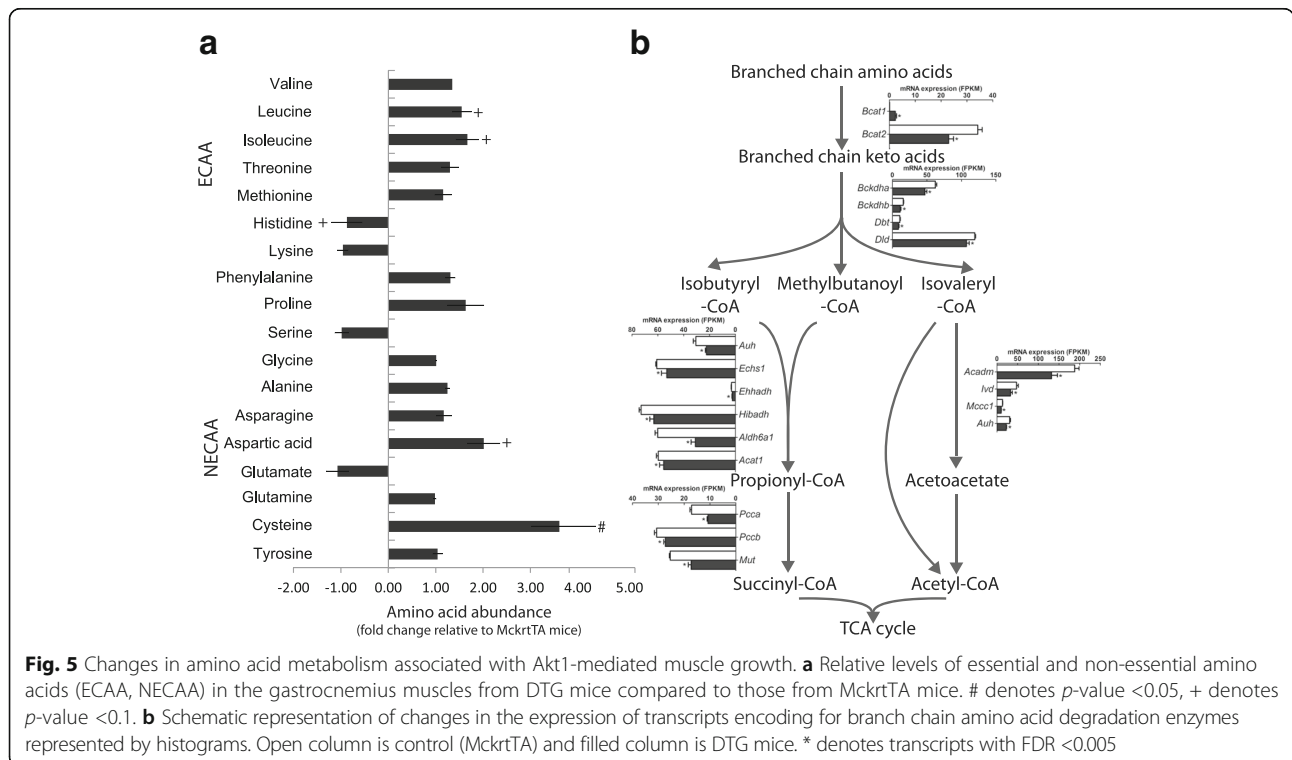 a
ECAA
NECAA
Valine
Leucine
+
Isoleucine
+
Threonine
Methionine
Histidine
+
Lysine
Phenylalanine
Proline
Serine
Glycine
Alanine
Asparagine
Aspartic acid
+
Glutamate
Glutamine
Cysteine
#
Tyrosine
-2.00 -1.00 0.00 1.00 2.00 3.00 4.00 5.00
Amino acid abundance
(fold change relative to MckrtTA mice)
b
Branched chain amino acids
mRNA expression (FPKM)
0 10 20 30 40
Bcat1 *
Bcat2 *
Branched chain keto acids
mRNA expression (FPKM)
0 50 100 150
Bckdha *
Bckdhb *
Dbt *
Dld *
Isobutyryl
-CoA
Methylbutanoyl
-CoA
Isovaleryl
-CoA
mRNA expression (FPKM)
80 60 40 20 0
* Auh
* Echs1
* Ehhadh
* Hibadh
* Aldh6a1
* Acat1
mRNA expression (FPKM)
0 50 100 150 200 250
Acadm *
Ivd *
Mccc1 *
Auh *
Propionyl-CoA
Acetoacetate
mRNA expression (FPKM)
40 30 20 10 0
* Pcca
* Pccb
* Mut
Succinyl-CoA
Acetyl-CoA
TCA cycle
Fig. 5 Changes in amino acid metabolism associated with Akt1-mediated muscle growth. a Relative levels of essential and non-essential amino
acids (ECAA, NECAA) in the gastrocnemius muscles from DTG mice compared to those from MckrtTA mice. # denotes p-value <0.05, + denotes
p-value <0.1. b Schematic representation of changes in the expression of transcripts encoding for branch chain amino acid degradation enzymes
represented by histograms. Open column is control (MckrtTA) and filled column is DTG mice. * denotes transcripts with FDR <0.005